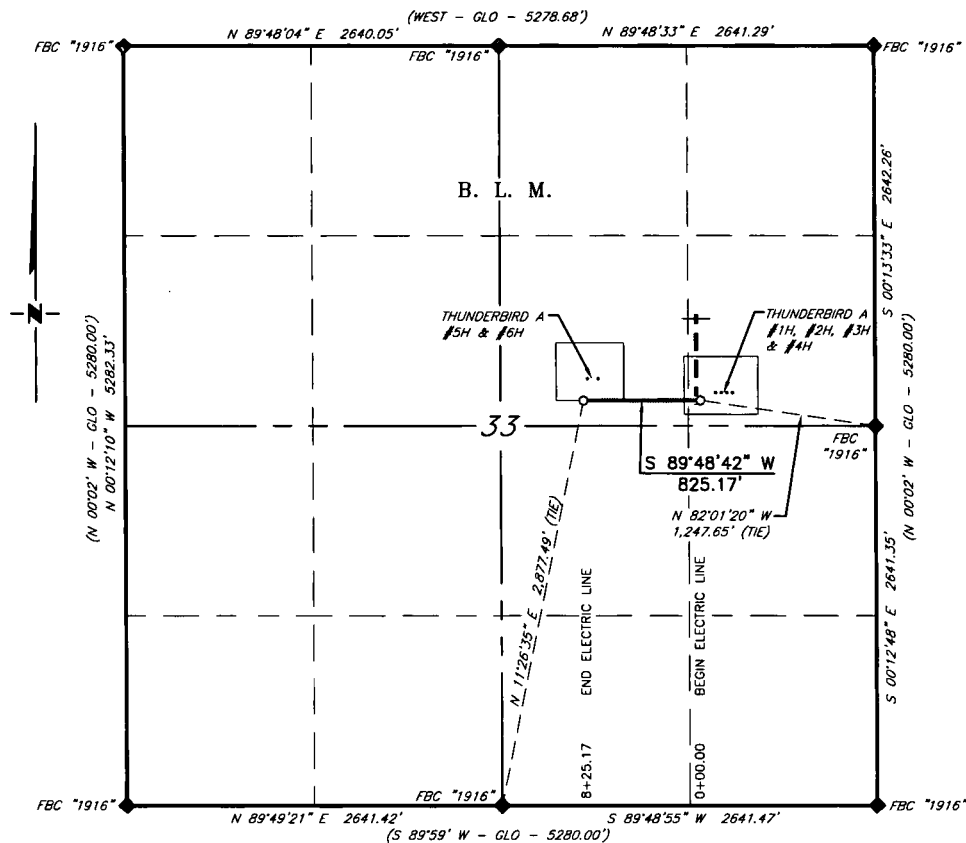 (WEST - GLO - 5278.68')
N 89°48'04" E 2640.05'
N 89°48'33" E 2641.29'
FBC "1916"
FBC "1916"
FBC "1916"
B. L. M.
S 00°13'33" E 2642.26'
-N-
THUNDERBIRD A
#5H & #6H
THUNDERBIRD A
#1H, #2H, #3H
& #4H
(N 00°02' W - GLO - 5280.00')
N 00°12'10" W 5282.33'
(N 00°02' W - GLO - 5280.00')
33
FBC
"1916"
S 89°48'42" W
825.17'
N 82°01'20" W
1,247.65' (TIE)
N 11°26'35" E 2,877.49' (TIE)
8+25.17 END ELECTRIC LINE
0+00.00 BEGIN ELECTRIC LINE
S 00°12'48" E 2641.35'
FBC "1916"
FBC "1916"
FBC "1916"
N 89°49'21" E 2641.42'
S 89°48'55" W 2641.47'
(S 89°59' W - GLO - 5280.00')